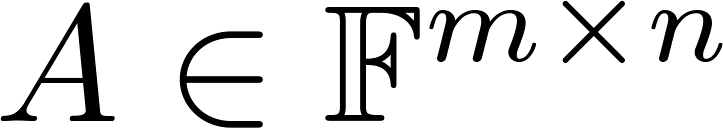 A ∈ 𝔽^{m×n}